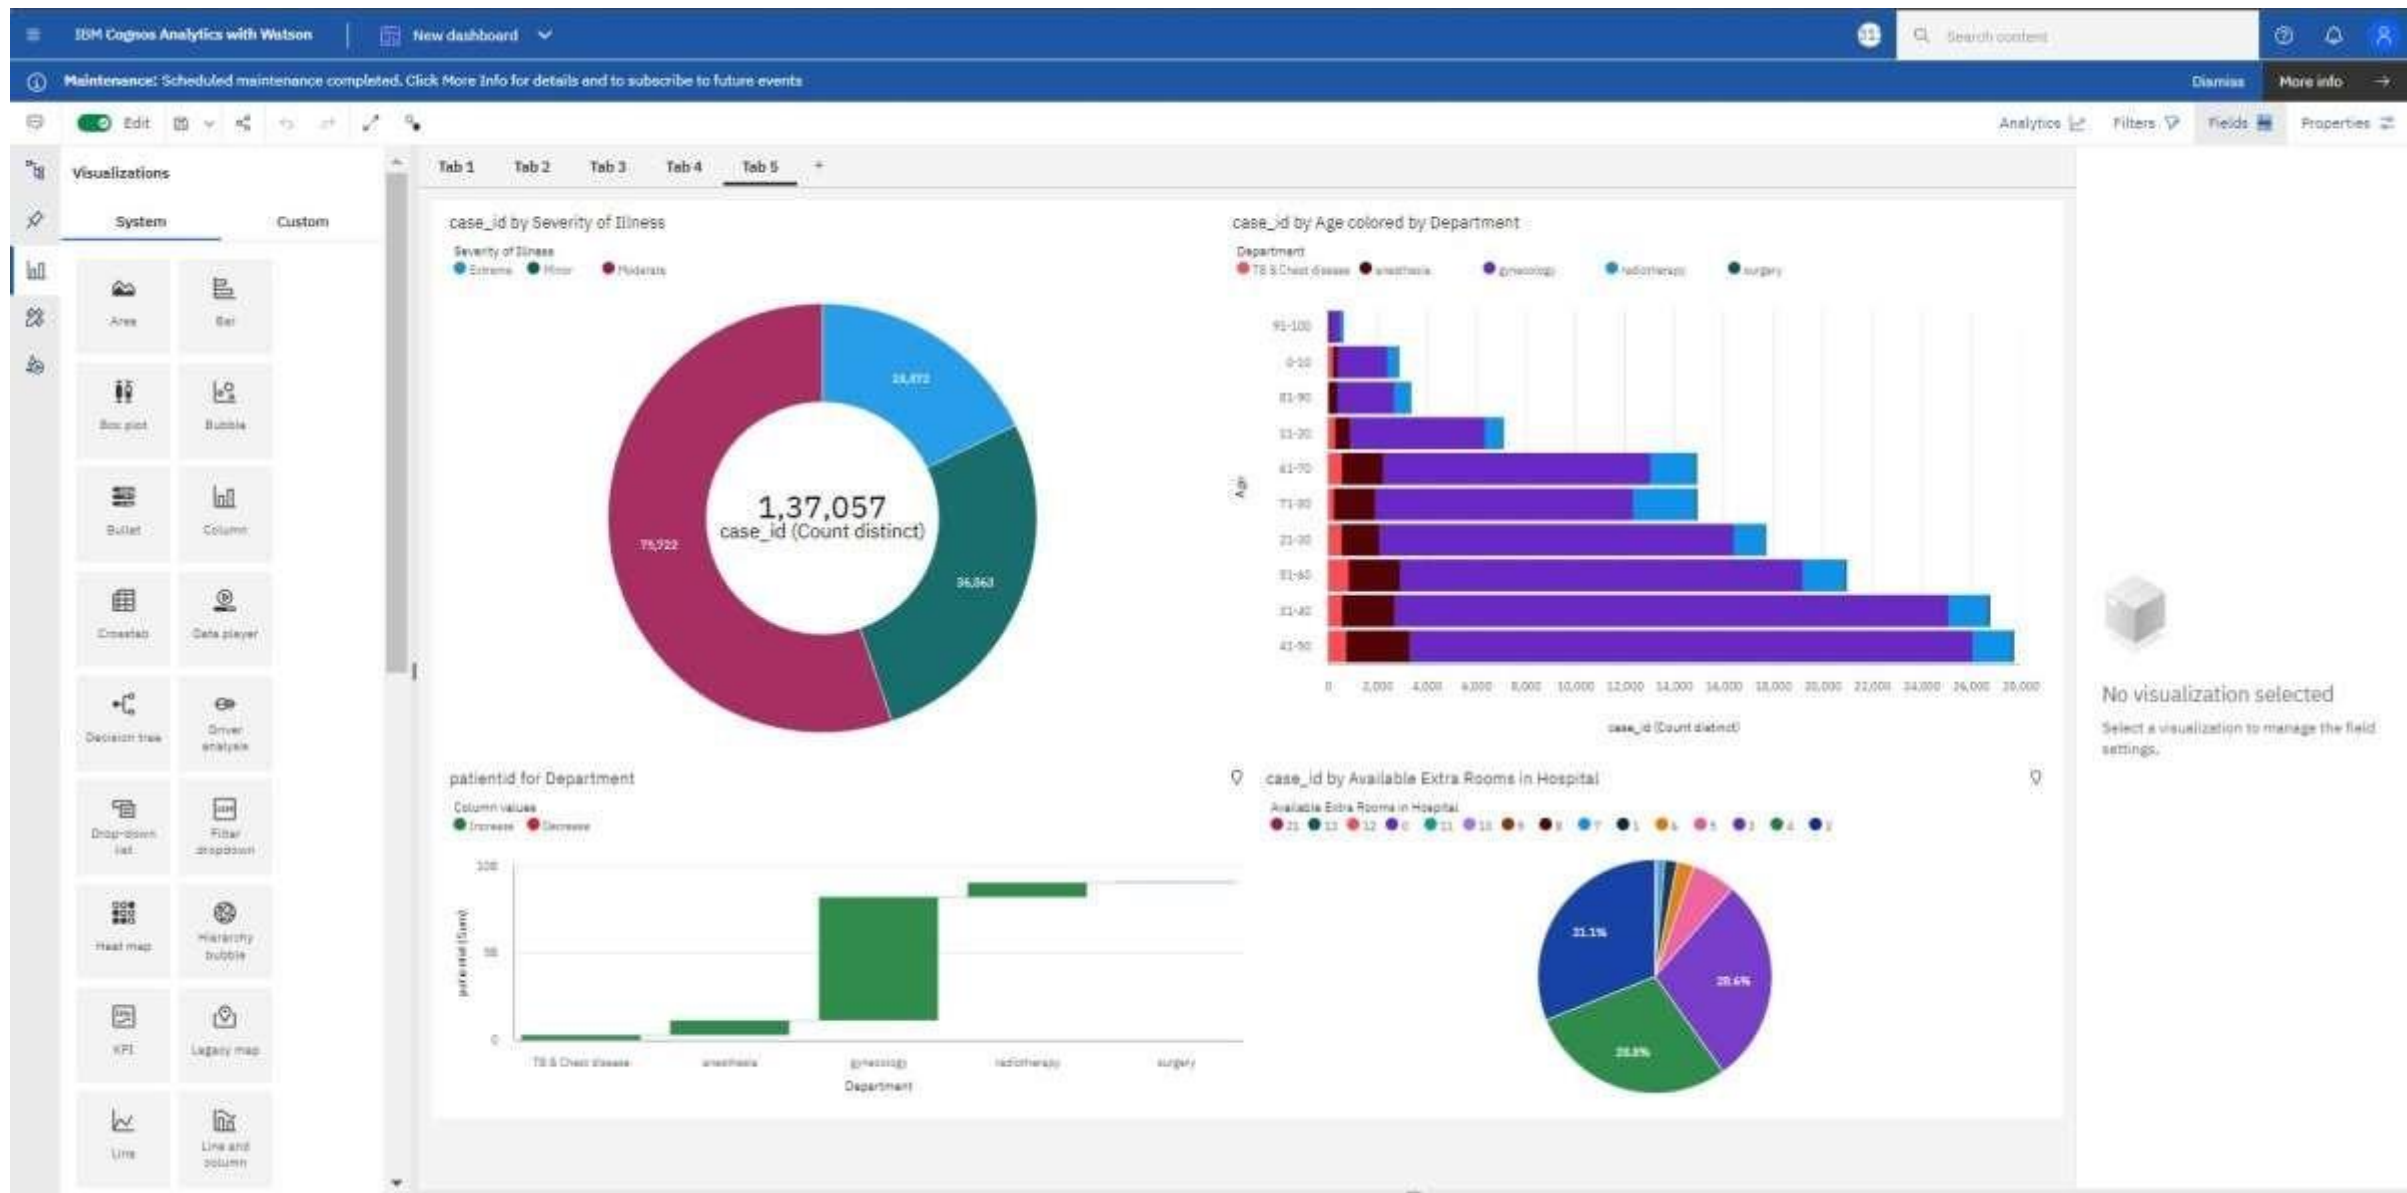 IBM Cognos Analytics with Watson
New dashboard
Search content
Maintenance: Scheduled maintenance completed. Click More Info for details and to subscribe to future events
Dismiss
More info
Edit
Analytics
Filters
Fields
Properties
Visualizations
System
Custom
Area
Bar
Box plot
Bubble
Bullet
Column
Crosstab
Data player
Decision tree
Driver analysis
Drop-down list
Filter dropdown
Heat map
Hierarchy bubble
KPI
Legacy map
Line
Line and column
Tab 1
Tab 2
Tab 3
Tab 4
Tab 5
case_id by Severity of Illness
Severity of Illness
Extreme
Minor
Moderate
1,37,057
case_id (Count distinct)
case_id by Age colored by Department
Department
TB & Chest disease
anesthesia
gynecology
radiotherapy
surgery
Age
91-100
0-10
81-90
11-20
61-70
71-80
21-30
51-60
31-40
41-50
0
2,000
4,000
6,000
8,000
10,000
12,000
14,000
16,000
18,000
20,000
22,000
24,000
26,000
28,000
case_id (Count distinct)
patientid for Department
Column values
Increase
Decrease
patientid (Sum)
0
TB & Chest disease
anesthesia
gynecology
radiotherapy
surgery
Department
case_id by Available Extra Rooms in Hospital
Available Extra Rooms in Hospital
31.1%
28.6%
No visualization selected
Select a visualization to manage the field
settings.